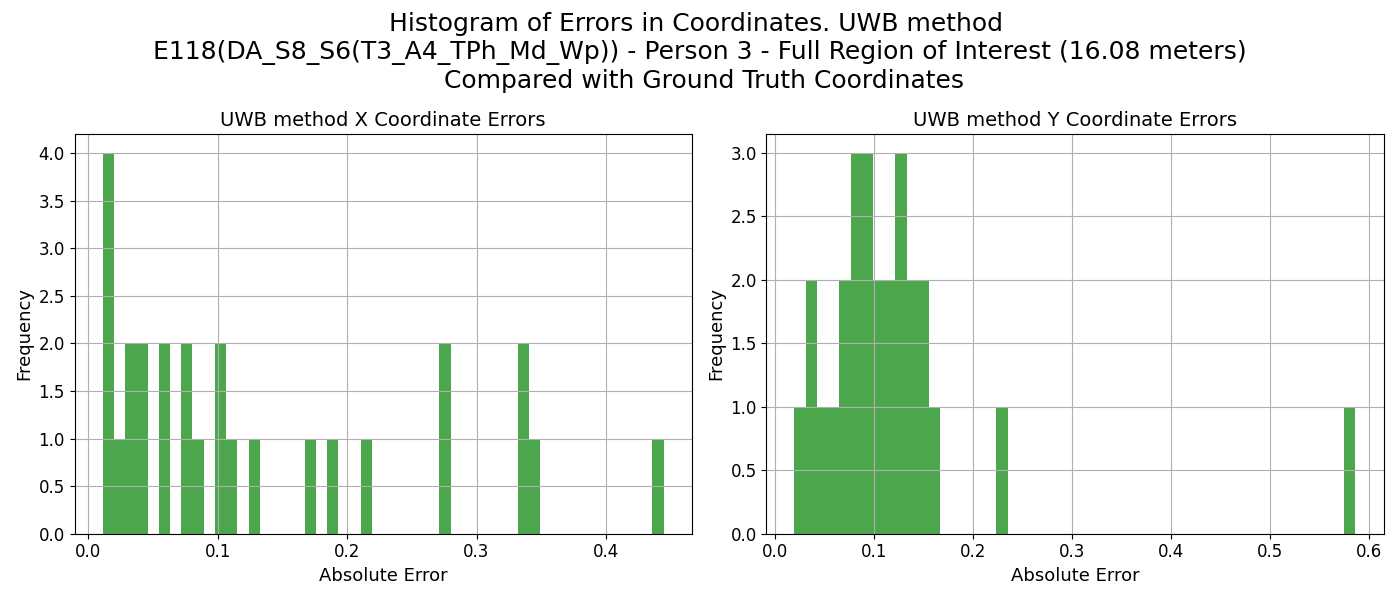 Histogram of Errors in Coordinates. UWB method
E118(DA_S8_S6(T3_A4_TPh_Md_Wp)) - Person 3 - Full Region of Interest (16.08 meters)
Compared with Ground Truth Coordinates
UWB method X Coordinate Errors
4.0
3.5
3.0
2.5
2.0
1.5
1.0
0.5
0.0
Frequency
0.0 0.1 0.2 0.3 0.4
Absolute Error
UWB method Y Coordinate Errors
3.0
2.5
2.0
1.5
1.0
0.5
0.0
Frequency
0.0 0.1 0.2 0.3 0.4 0.5 0.6
Absolute Error